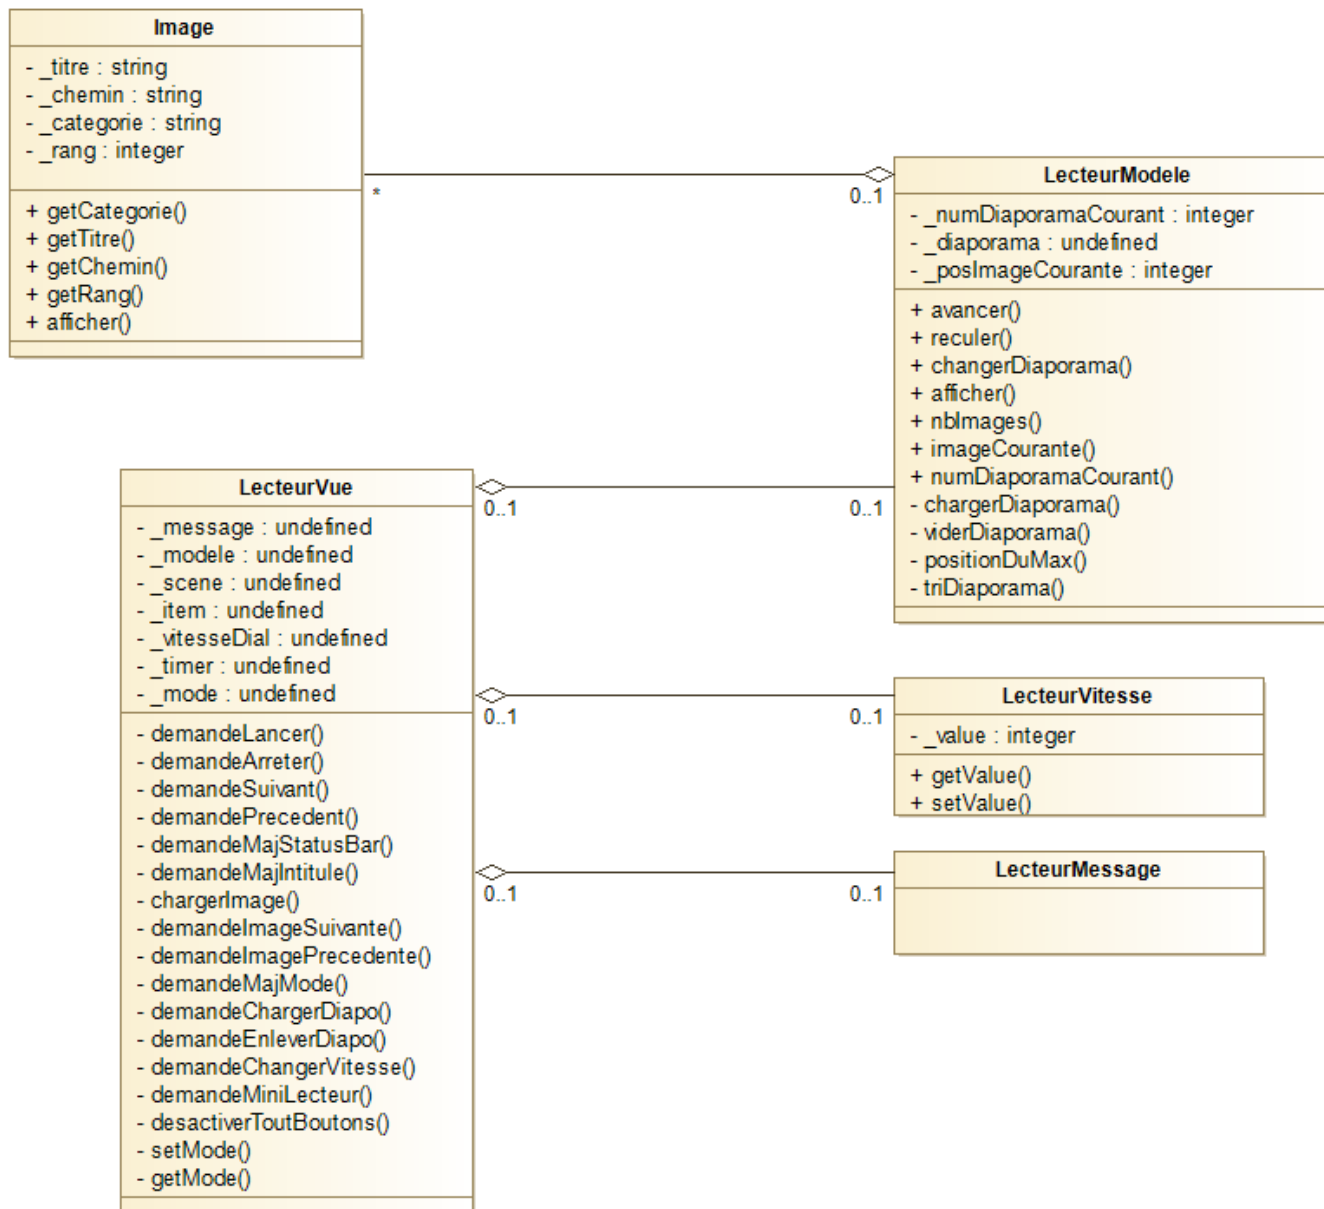 Image
- _titre : string
- _chemin : string
- _categorie : string
- _rang : integer
+ getCategorie()
+ getTitre()
+ getChemin()
+ getRang()
+ afficher()
*
0..1
LecteurModele
- _numDiaporamaCourant : integer
- _diaporama : undefined
- _posImageCourante : integer
+ avancer()
+ reculer()
+ changerDiaporama()
+ afficher()
+ nbImages()
+ imageCourante()
+ numDiaporamaCourant()
- chargerDiaporama()
- viderDiaporama()
- positionDuMax()
- triDiaporama()
LecteurVue
- _message : undefined
- _modele : undefined
- _scene : undefined
- _item : undefined
- _vitesseDial : undefined
- _timer : undefined
- _mode : undefined
- demandeLancer()
- demandeArreter()
- demandeSuivant()
- demandePrecedent()
- demandeMajStatusBar()
- demandeMajIntitule()
- chargerImage()
- demandeImageSuivante()
- demandeImagePrecedente()
- demandeMajMode()
- demandeChargerDiapo()
- demandeEnleverDiapo()
- demandeChangerVitesse()
- demandeMiniLecteur()
- desactiverToutBoutons()
- setMode()
- getMode()
0..1
0..1
0..1
0..1
LecteurVitesse
- _value : integer
+ getValue()
+ setValue()
0..1
0..1
LecteurMessage